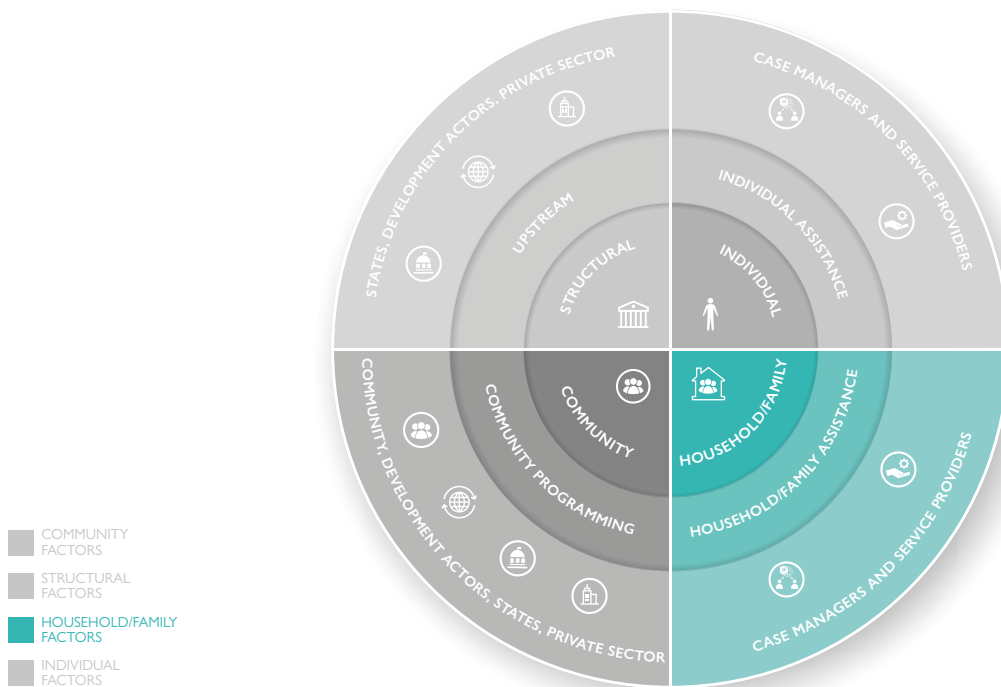 STATES, DEVELOPMENT ACTORS, PRIVATE SECTOR
UPSTREAM
STRUCTURAL
CASE MANAGERS AND SERVICE PROVIDERS
INDIVIDUAL ASSISTANCE
INDIVIDUAL
COMMUNITY
COMMUNITY PROGRAMMING
COMMUNITY, DEVELOPMENT ACTORS, STATES, PRIVATE SECTOR
HOUSEHOLD/FAMILY
HOUSEHOLD/FAMILY ASSISTANCE
CASE MANAGERS AND SERVICE PROVIDERS
COMMUNITY
FACTORS
STRUCTURAL
FACTORS
HOUSEHOLD/FAMILY
FACTORS
INDIVIDUAL
FACTORS